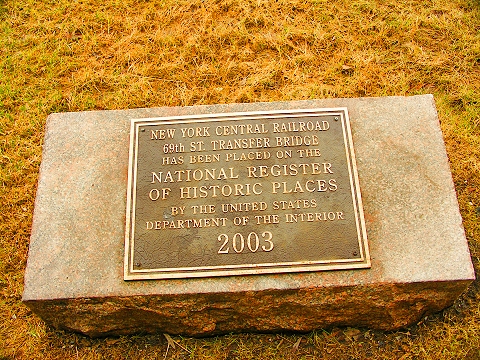 NEW YORK CENTRAL RAILROAD
69th ST. TRANSFER BRIDGE
HAS BEEN PLACED ON THE
NATIONAL REGISTER
OF HISTORIC PLACES
BY THE UNITED STATES
DEPARTMENT OF THE INTERIOR
2003